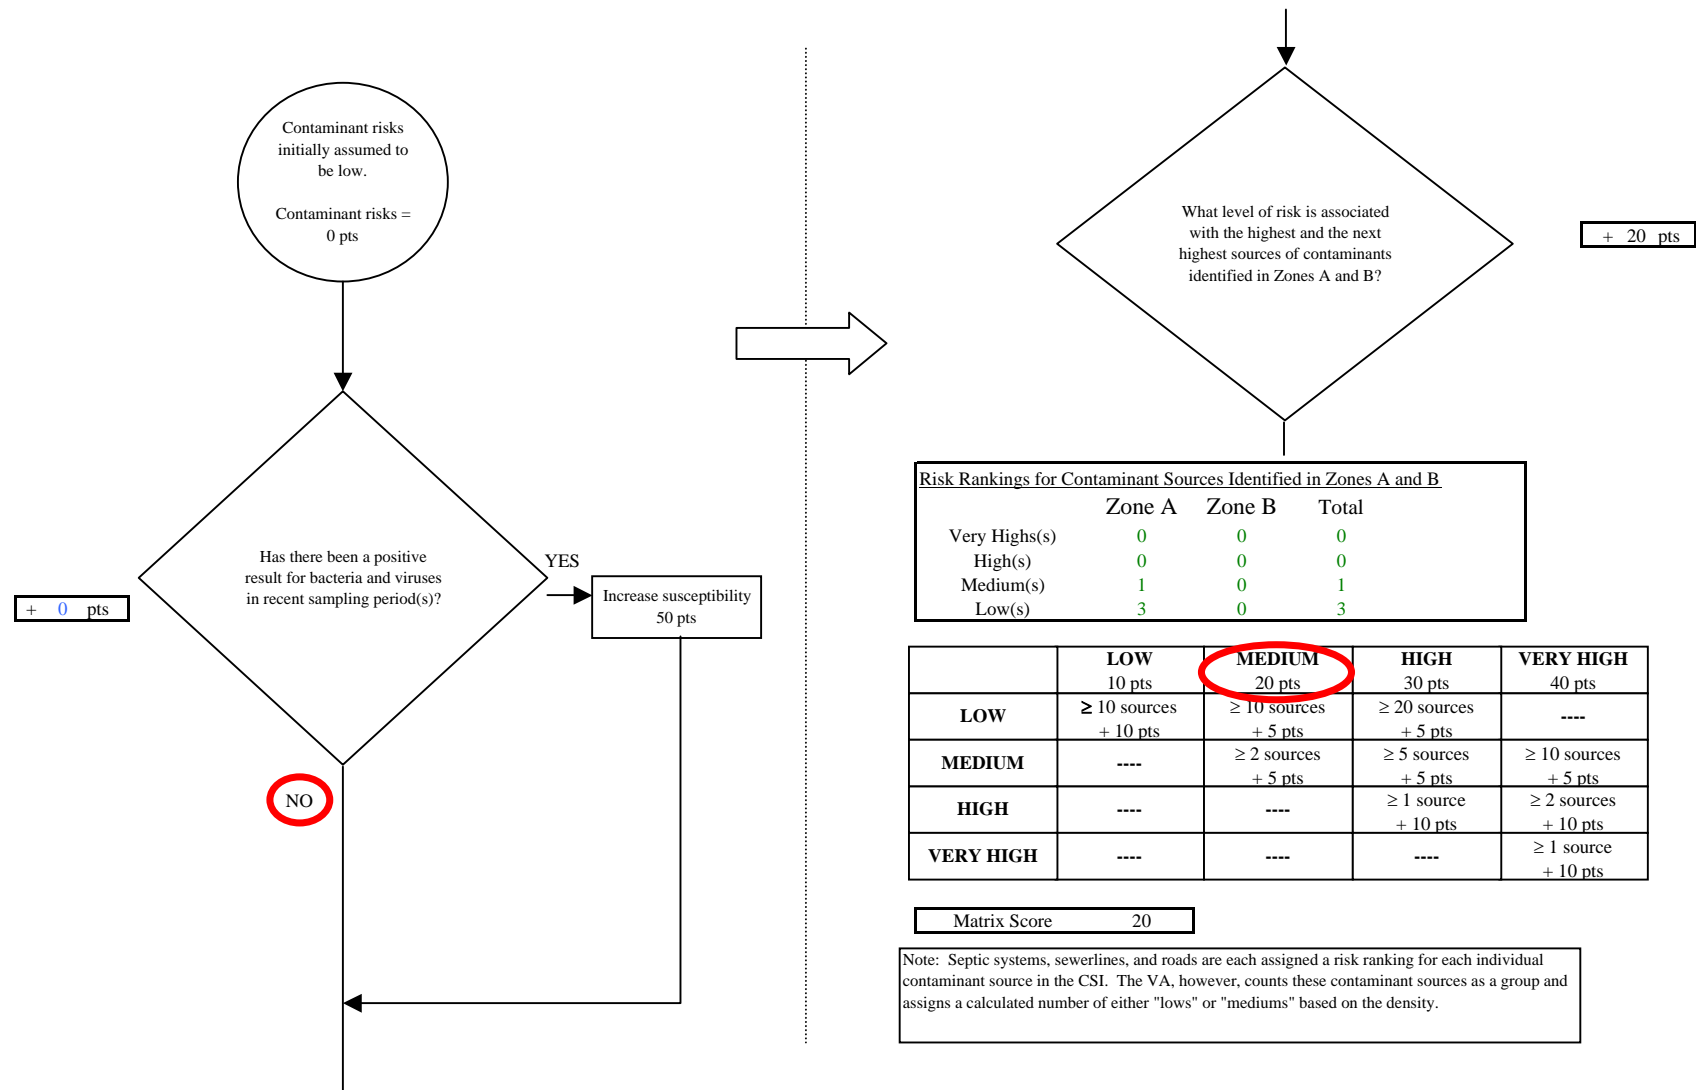 Contaminant risks
initially assumed to
be low.
Contaminant risks =
0 pts
Has there been a positive
result for bacteria and viruses
in recent sampling period(s)?
YES
Increase susceptibility
50 pts
+ 0 pts
NO
What level of risk is associated
with the highest and the next
highest sources of contaminants
identified in Zones A and B?
+ 20 pts
Risk Rankings for Contaminant Sources Identified in Zones A and B
Zone A Zone B Total
Very Highs(s) 0 0 0
High(s) 0 0 0
Medium(s) 1 0 1
Low(s) 3 0 3
LOW MEDIUM HIGH VERY HIGH
10 pts 20 pts 30 pts 40 pts
LOW ≥ 10 sources ≥ 10 sources ≥ 20 sources ----
+ 10 pts + 5 pts + 5 pts
MEDIUM ---- ≥ 2 sources ≥ 5 sources ≥ 10 sources
+ 5 pts + 5 pts + 5 pts
HIGH ---- ---- ≥ 1 source ≥ 2 sources
+ 10 pts + 10 pts
VERY HIGH ---- ---- ---- ≥ 1 source
+ 10 pts
Matrix Score 20
Note: Septic systems, sewerlines, and roads are each assigned a risk ranking for each individual
contaminant source in the CSI. The VA, however, counts these contaminant sources as a group and
assigns a calculated number of either "lows" or "mediums" based on the density.